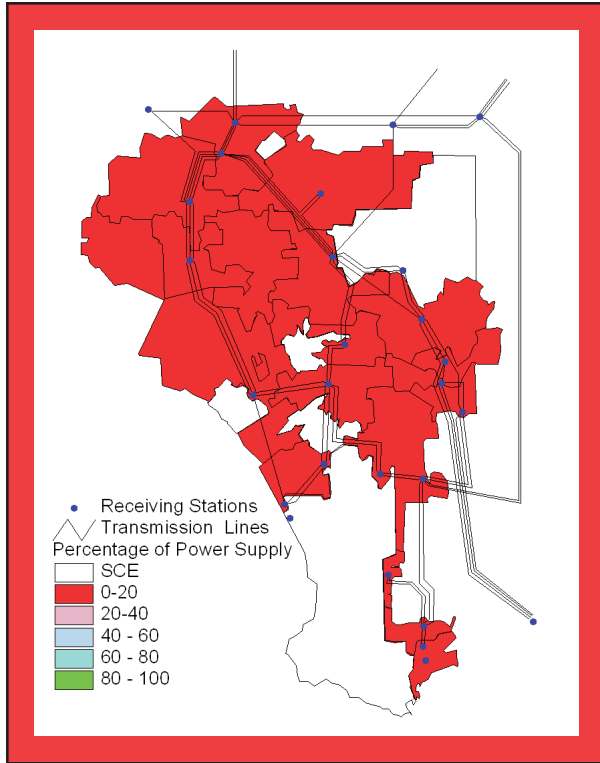 Receiving Stations
Transmission Lines
Percentage of Power Supply
SCE
0-20
20-40
40 - 60
60 - 80
80 - 100